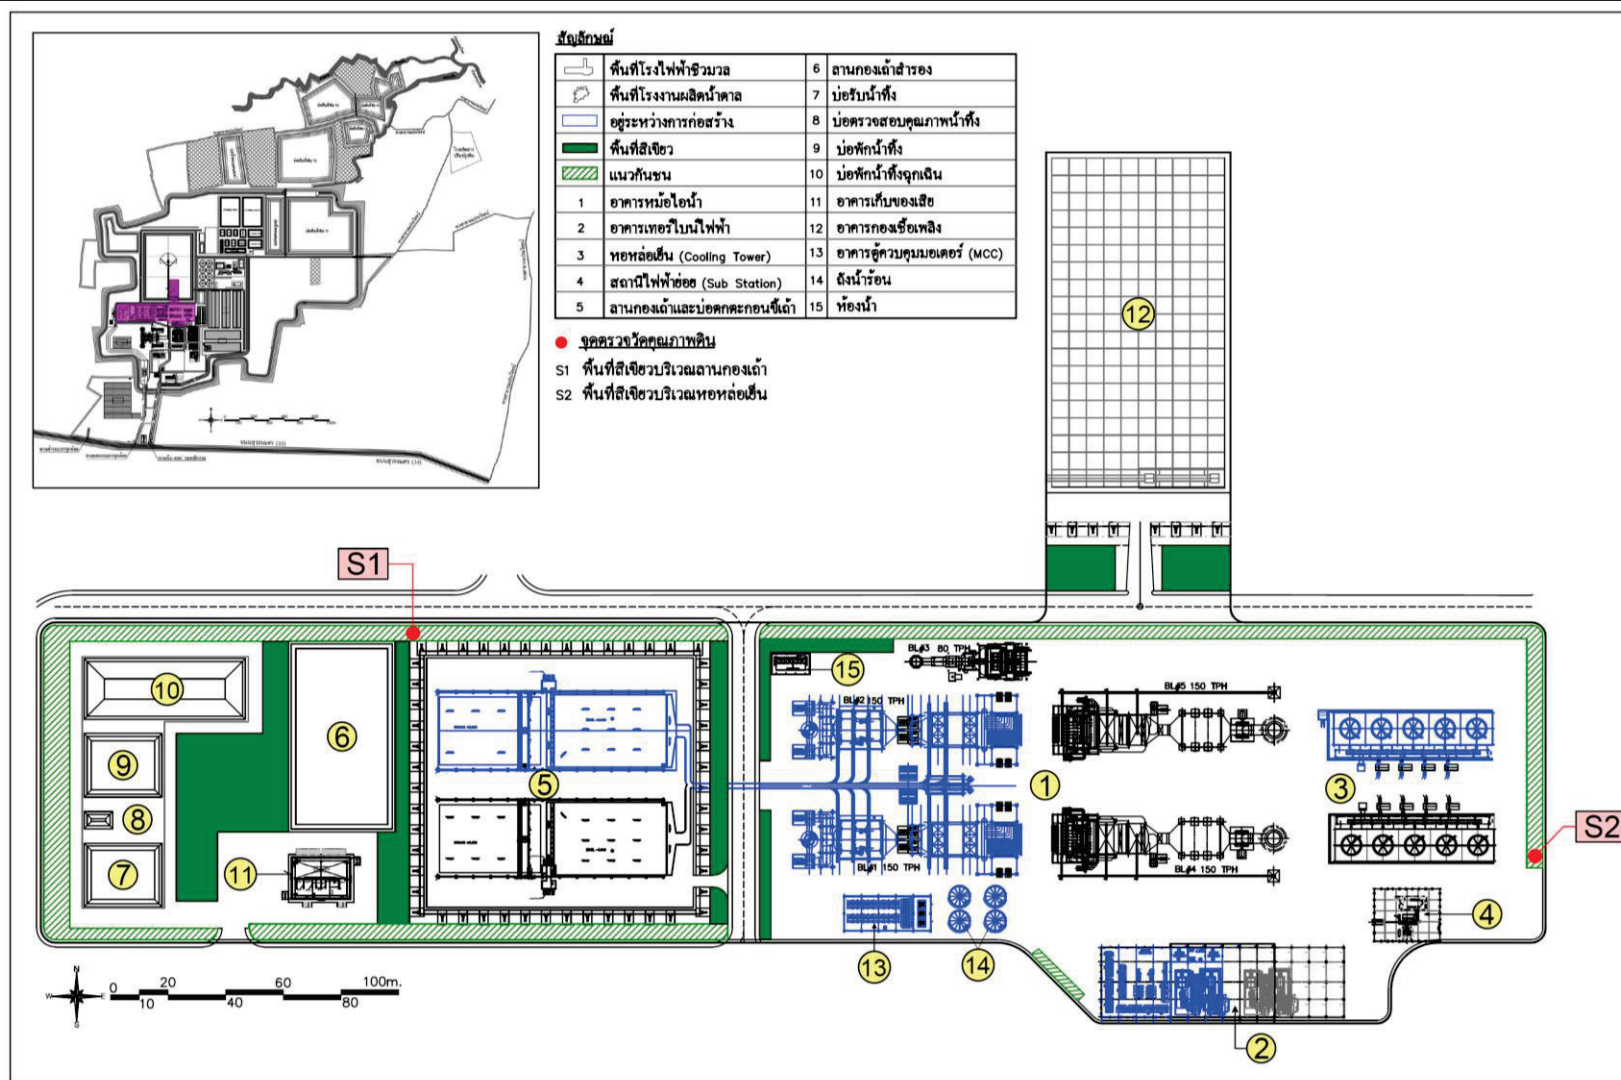 สัญลักษณ์
พื้นที่โรงไฟฟ้าชีวมวล
พื้นที่โรงงานผลิตน้ำตาล
อยู่ระหว่างการก่อสร้าง
พื้นที่สีเขียว
แนวกันชน
1 อาคารหม้อไอน้ำ
2 อาคารเทอร์ไบน์ไฟฟ้า
3 หอหล่อเย็น (Cooling Tower)
4 สถานีไฟฟ้าย่อย (Sub Station)
5 ลานกองเถ้าและบ่อตกตะกอนขี้เถ้า
6 ลานกองเถ้าสำรอง
7 บ่อรับน้ำทิ้ง
8 บ่อตรวจสอบคุณภาพน้ำทิ้ง
9 บ่อพักน้ำทิ้ง
10 บ่อพักน้ำทิ้งฉุกเฉิน
11 อาคารเก็บของเสีย
12 อาคารกองเชื้อเพลิง
13 อาคารตู้ควบคุมมอเตอร์ (MCC)
14 ถังน้ำร้อน
15 ห้องน้ำ
จุดตรวจวัดคุณภาพดิน
S1 พื้นที่สีเขียวบริเวณลานกองเถ้า
S2 พื้นที่สีเขียวบริเวณหอหล่อเย็น
12
S1
15
BL#3 80 TPH
BL#2 150 TPH
BL#5 150 TPH
10
6
9
5
1
3
8
S2
7
11
BL#1 150 TPH
BL#4 150 TPH
4
13
14
2
N
W E
S
0 20 60 100m.
10 40 80